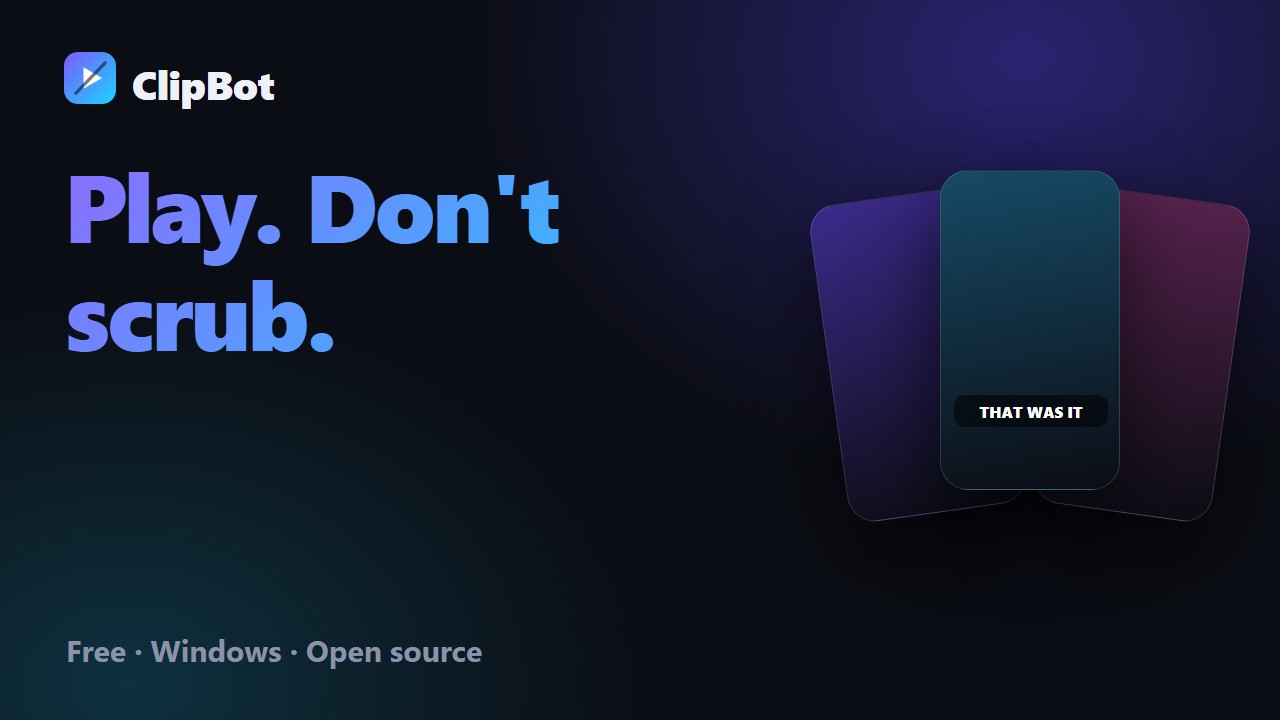 ClipBot
Play. Don't
scrub.
THAT WAS IT
Free · Windows · Open source